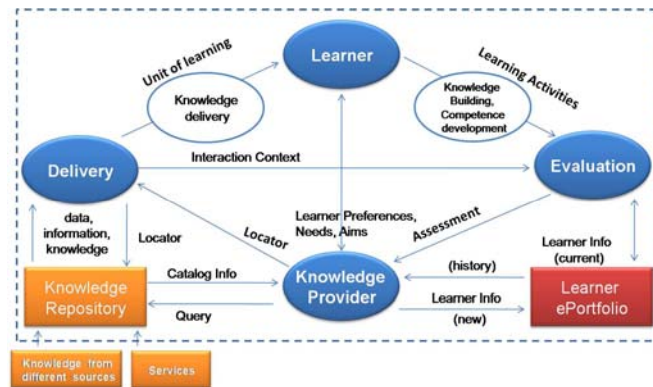 Learner
Unit of learning
Learning Activities
Knowledge
delivery
Knowledge
Building,
Competence
development
Delivery
Interaction Context
Evaluation
data,
information,
knowledge
Locator
Locator
Learner Preferences,
Needs, Aims
Assessment
Learner Info
(current)
Knowledge
Repository
Catalog Info
Query
Knowledge
Provider
(history)
Learner Info
(new)
Learner
ePortfolio
Knowledge from
different sources
Services